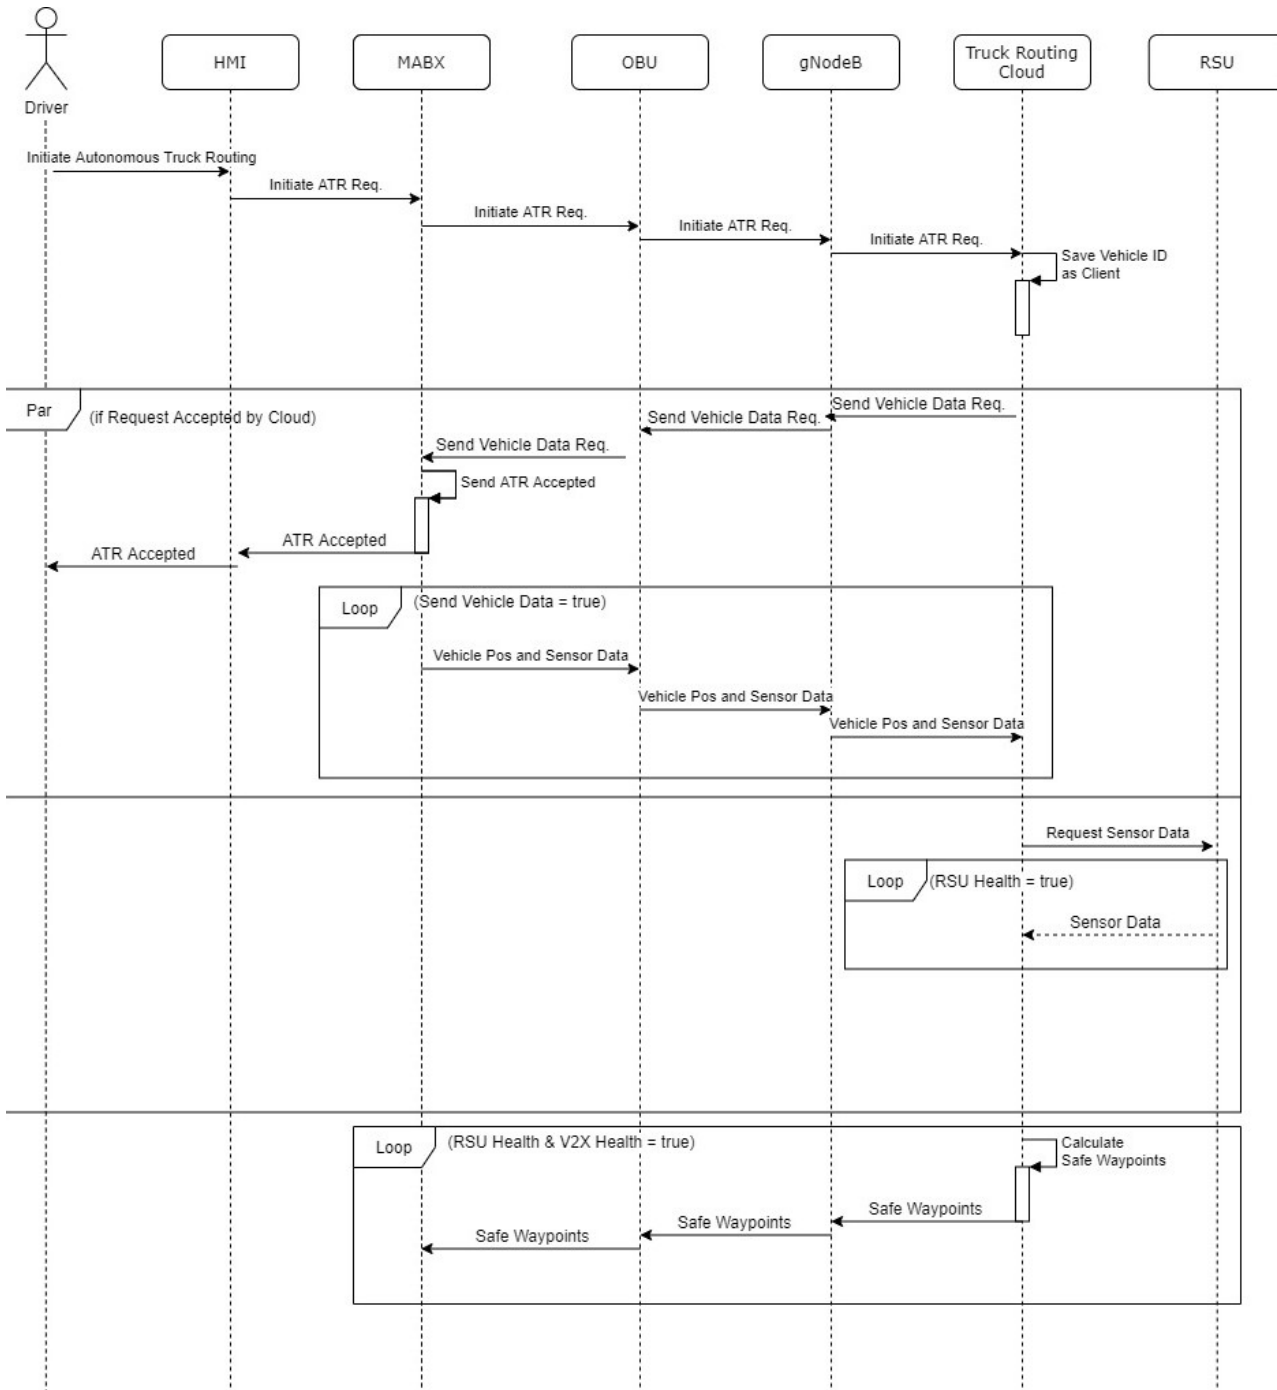 HMI
MABX
OBU
gNodeB
Truck Routing
Cloud
RSU
Driver
Initiate Autonomous Truck Routing
Initiate ATR Req.
Initiate ATR Req.
Initiate ATR Req.
Initiate ATR Req.
Save Vehicle ID
as Client
Par
(if Request Accepted by Cloud)
Send Vehicle Data Req.
Send Vehicle Data Req.
Send Vehicle Data Req.
Send ATR Accepted
ATR Accepted
ATR Accepted
Loop
(Send Vehicle Data = true)
Vehicle Pos and Sensor Data
Vehicle Pos and Sensor Data
Vehicle Pos and Sensor Data
Request Sensor Data
Loop
(RSU Health = true)
Sensor Data
Loop
(RSU Health & V2X Health = true)
Calculate
Safe Waypoints
Safe Waypoints
Safe Waypoints
Safe Waypoints